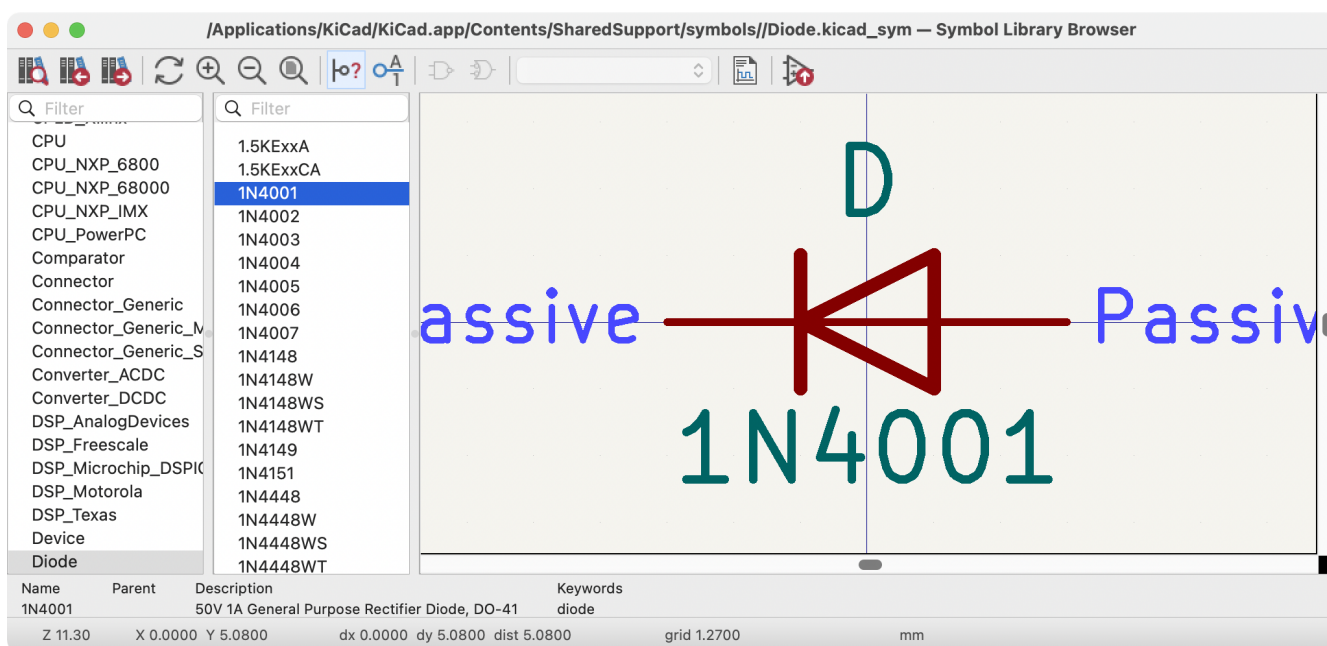 /Applications/KiCad/KiCad.app/Contents/SharedSupport/symbols//Diode.kicad_sym — Symbol Library Browser
A
?
1
Filter
CPU
CPU_NXP_6800
CPU_NXP_68000
CPU_NXP_IMX
CPU_PowerPC
Comparator
Connector
Connector_Generic
Connector_Generic_M
Connector_Generic_S
Converter_ACDC
Converter_DCDC
DSP_AnalogDevices
DSP_Freescale
DSP_Microchip_DSPIC
DSP_Motorola
DSP_Texas
Device
Diode
Filter
1.5KExxA
1.5KExxCA
1N4001
1N4002
1N4003
1N4004
1N4005
1N4006
1N4007
1N4148
1N4148W
1N4148WS
1N4148WT
1N4149
1N4151
1N4448
1N4448W
1N4448WS
1N4448WT
D
assive Passiv
1N4001
Name Parent Description Keywords
1N4001 50V 1A General Purpose Rectifier Diode, DO-41 diode
Z 11.30 X 0.0000 Y 5.0800 dx 0.0000 dy 5.0800 dist 5.0800 grid 1.2700 mm